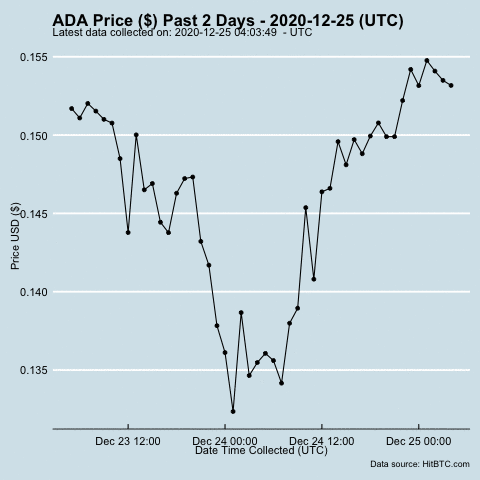 ADA Price ($) Past 2 Days - 2020-12-25 (UTC)
Latest data collected on: 2020-12-25 04:03:49 - UTC
0.155
0.150
0.145
0.140
0.135
Price USD ($)
Dec 23 12:00 Dec 24 00:00 Dec 24 12:00 Dec 25 00:00
Date Time Collected (UTC)
Data source: HitBTC.com